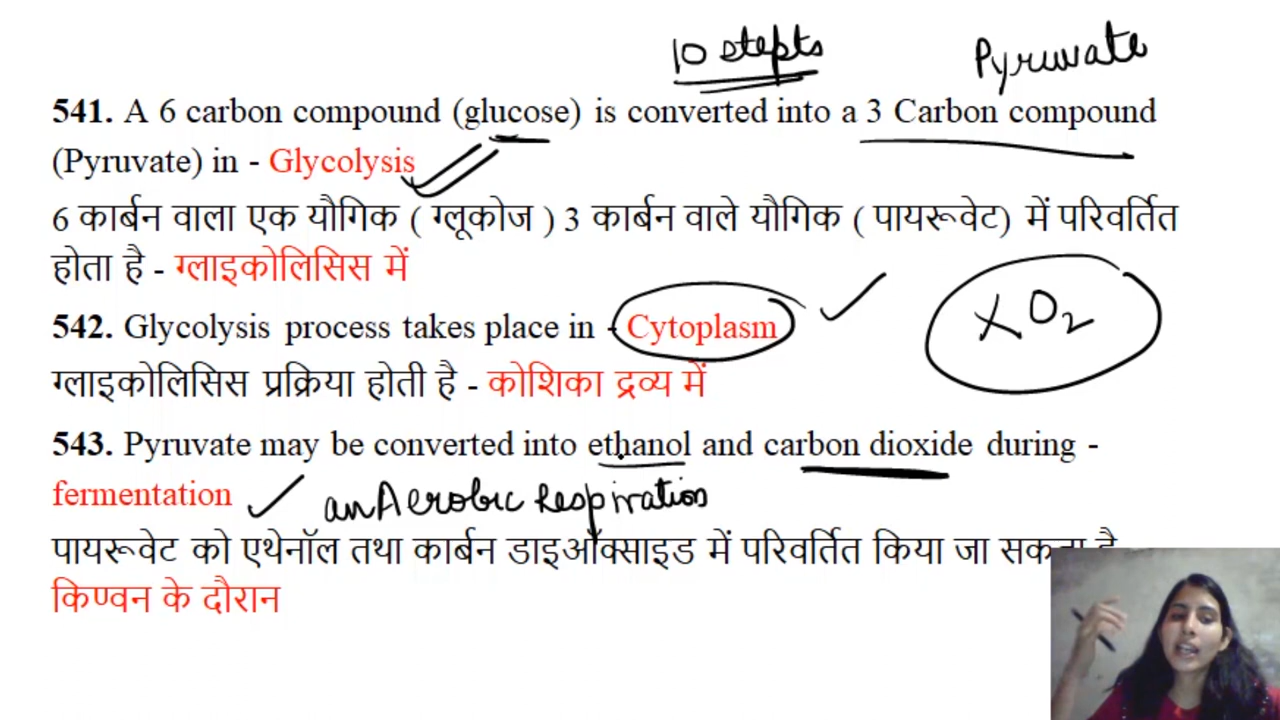 10 stepts Pyruvate
541. A 6 carbon compound (glucose) is converted into a 3 Carbon compound
(Pyruvate) in - Glycolysis
6 कार्बन वाला एक यौगिक ( ग्लूकोज ) 3 कार्बन वाले यौगिक ( पायरूवेट) में परिवर्तित
होता है - ग्लाइकोलिसिस में
x O2
542. Glycolysis process takes place in - Cytoplasm
ग्लाइकोलिसिस प्रक्रिया होती है - कोशिका द्रव्य में
543. Pyruvate may be converted into ethanol and carbon dioxide during -
fermentation
anAerobic Respiration
पायरूवेट को एथेनॉल तथा कार्बन डाइऑक्साइड में परिवर्तित किया जा सकता है
किण्वन के दौरान